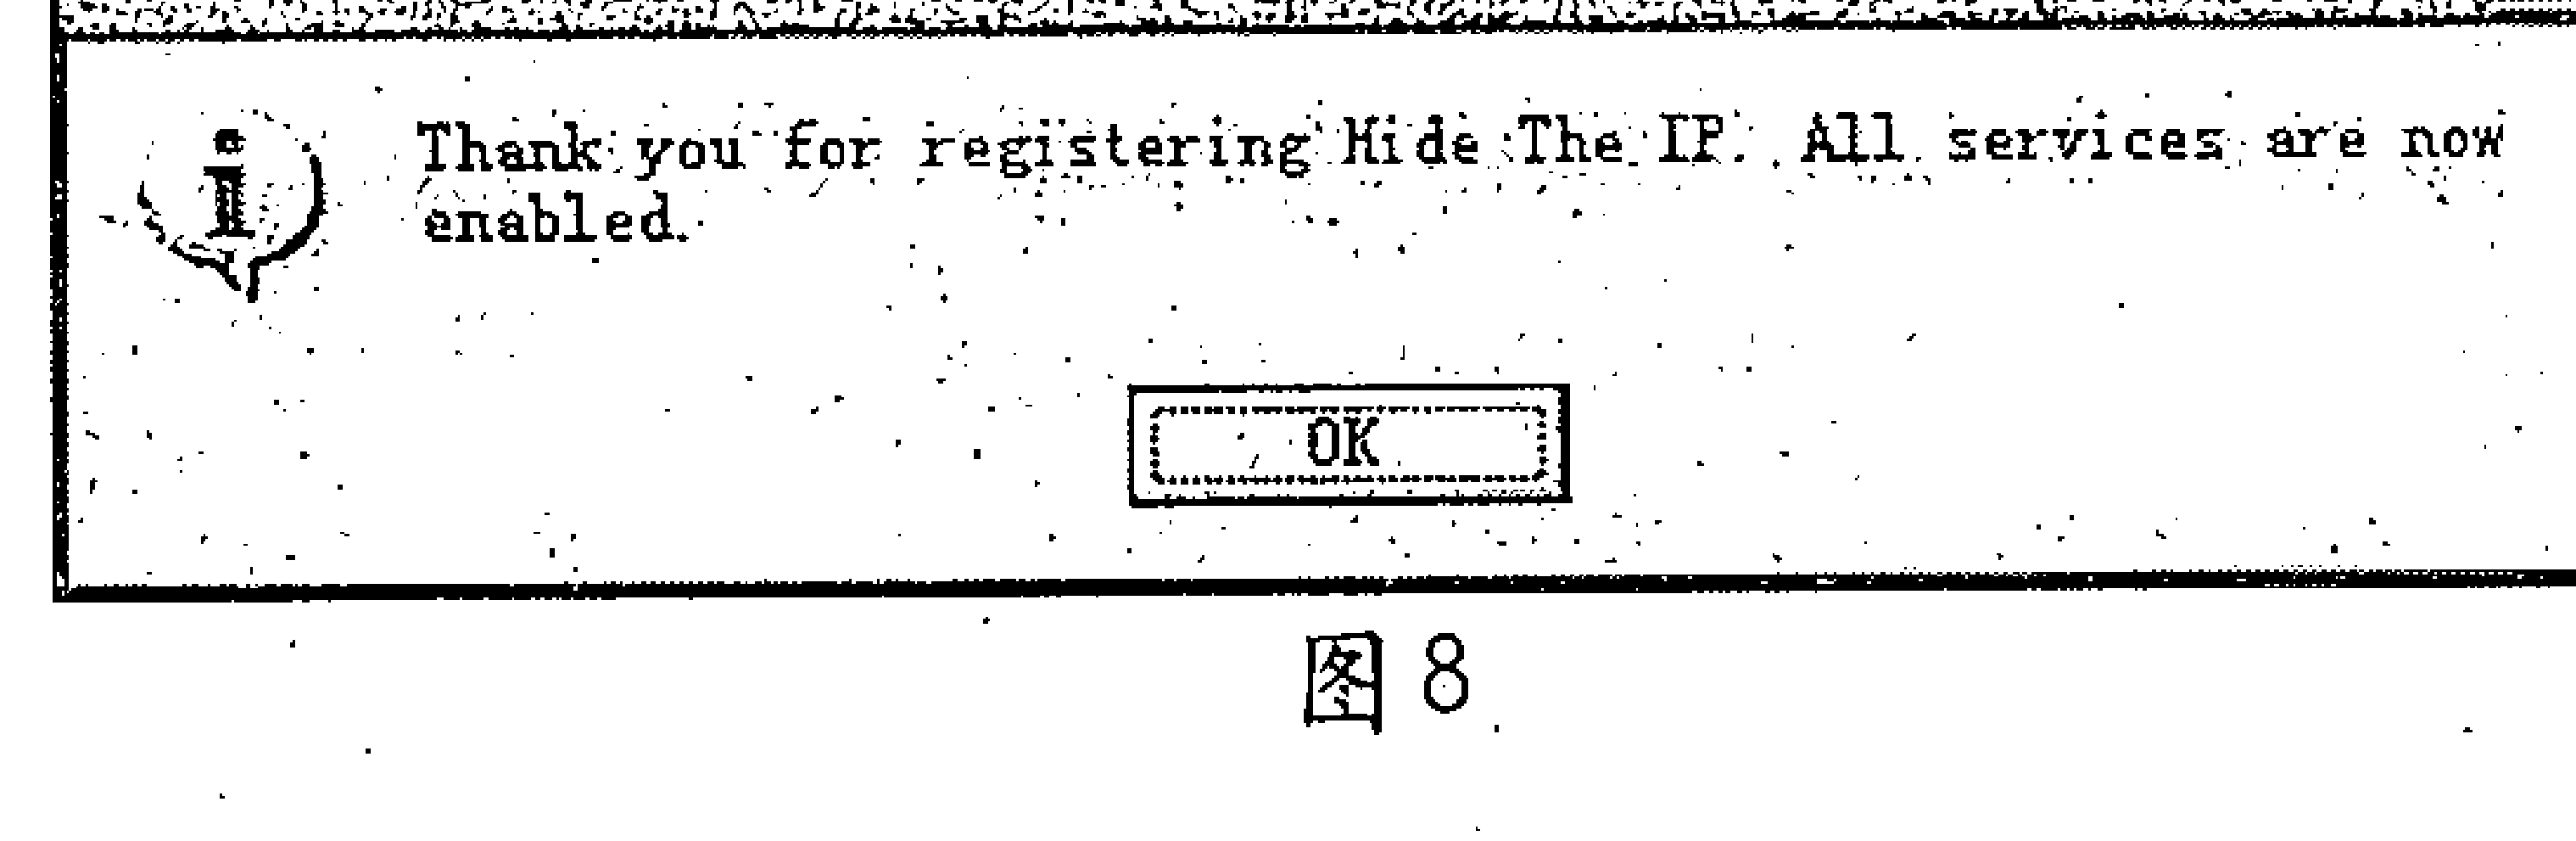 Thank you for registering Hide The IP. All services are now
enabled.
OK
图 8